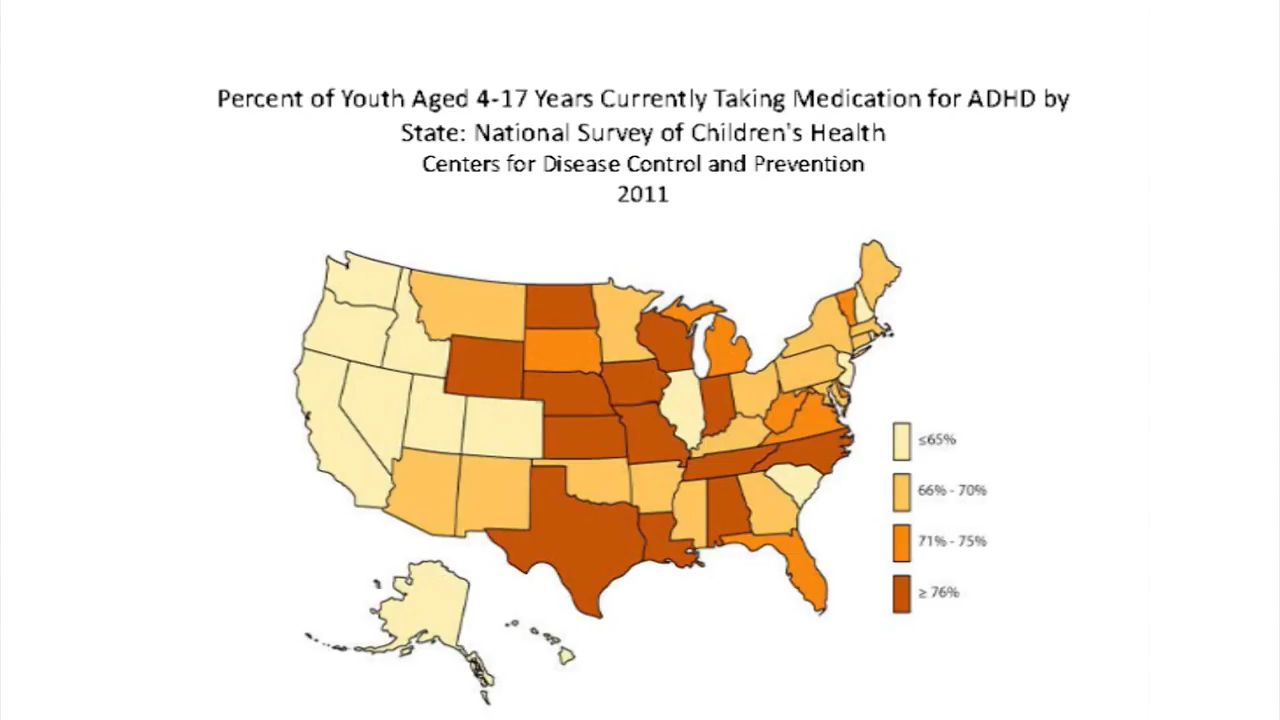 Percent of Youth Aged 4-17 Years Currently Taking Medication for ADHD by
State: National Survey of Children's Health
Centers for Disease Control and Prevention
2011
≤65%
66% - 70%
71% - 75%
≥ 76%